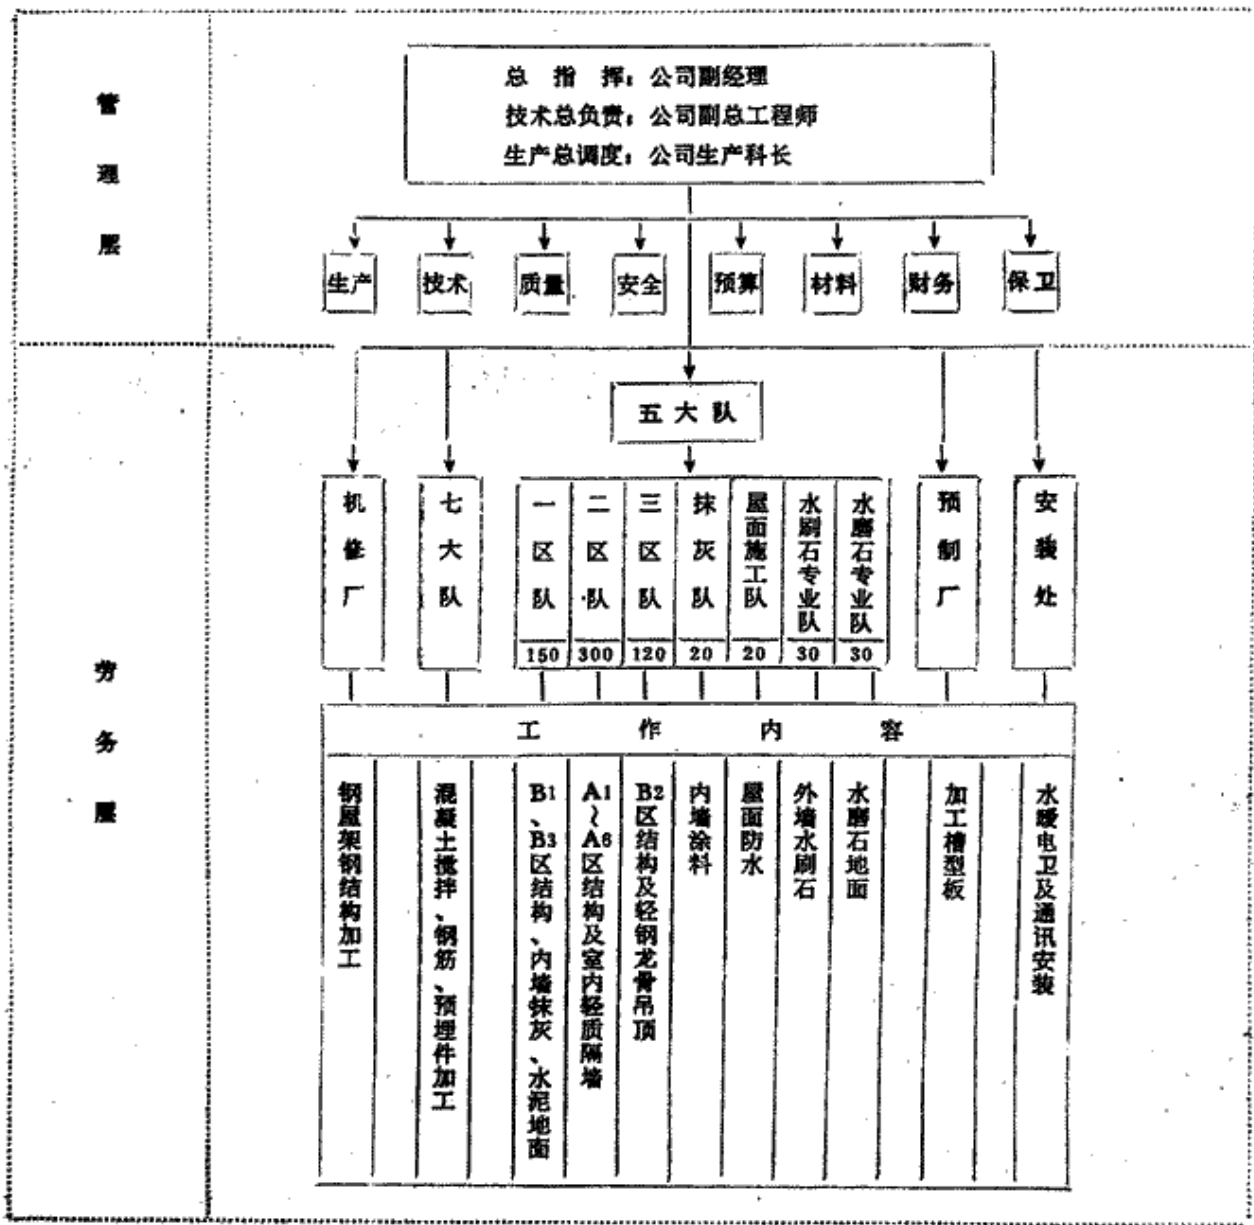 管理层
总指挥：公司副经理
技术总负责：公司副总工程师
生产总调度：公司生产科长
生产
技术
质量
安全
预算
材料
财务
保卫
劳务层
五大队
机修厂
七大队
一区队
二区队
三区队
抹灰队
屋面施工队
水刷石专业队
水磨石专业队
预制厂
安装处
150
300
120
20
20
30
30
工作内容
钢屋架钢结构加工
混凝土搅拌、钢筋、预埋件加工
B1、B3区结构、内墙抹灰、水泥地面
A1～A6区结构及室内轻质隔墙
B2区结构及轻钢龙骨吊顶
内墙涂料
屋面防水
外墙水刷石
水磨石地面
加工槽型板
水暖电卫及通讯安装